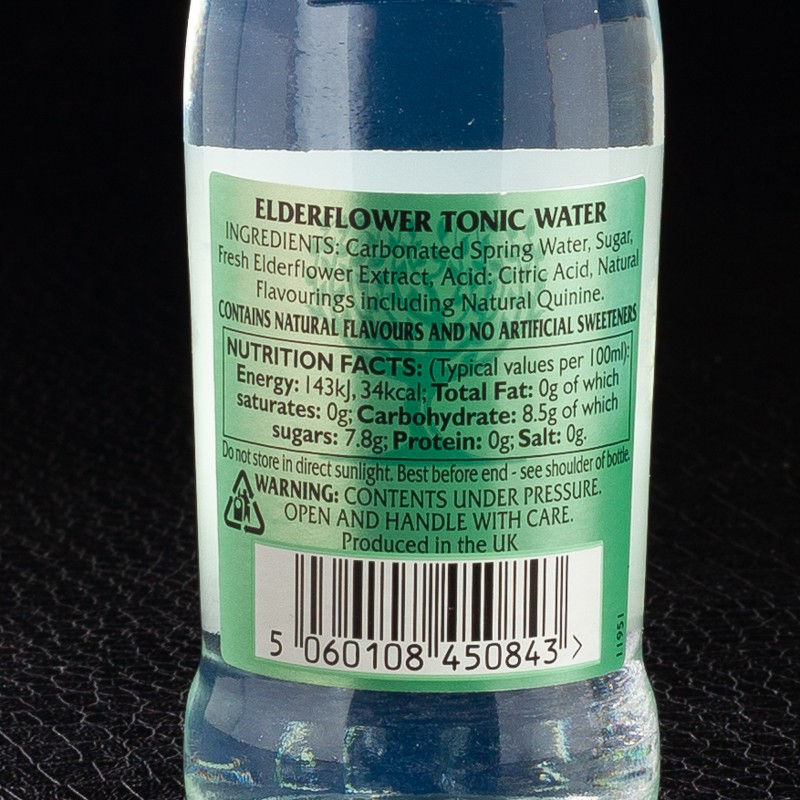 ELDERFLOWER TONIC WATER
INGREDIENTS: Carbonated Spring Water, Sugar,
Fresh Elderflower Extract, Acid: Citric Acid, Natural
Flavourings including Natural Quinine.
CONTAINS NATURAL FLAVOURS AND NO ARTIFICIAL SWEETENERS
NUTRITION FACTS: (Typical values per 100ml):
Energy: 143kJ, 34kcal; Total Fat: 0g of which
saturates: 0g; Carbohydrate: 8.5g of which
sugars: 7.8g; Protein: 0g; Salt: 0g.
Do not store in direct sunlight. Best before end - see shoulder of bottle.
WARNING: CONTENTS UNDER PRESSURE.
OPEN AND HANDLE WITH CARE.
Produced in the UK
5 060108 450843 >
11951